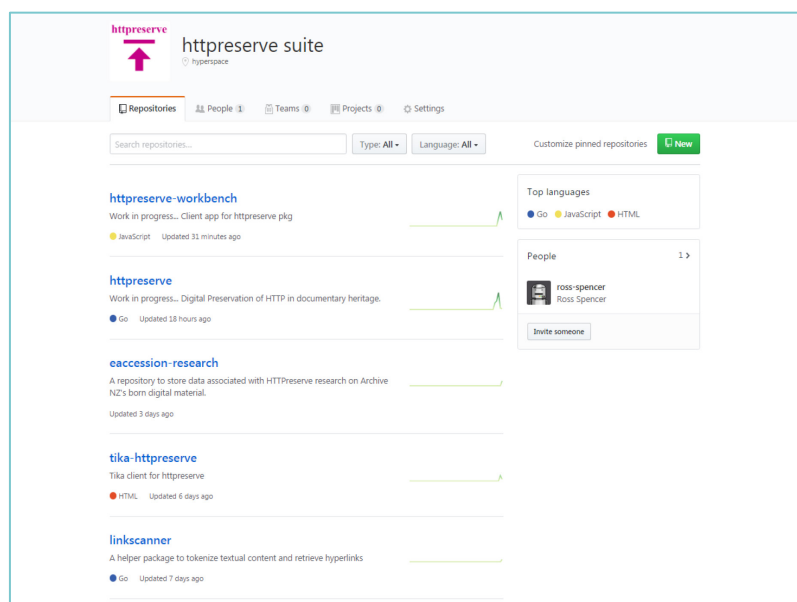 httpreserve
httpreserve suite
hyperspace
Repositories
People 1
Teams 0
Projects 0
Settings
Search repositories...
Type: All
Language: All
Customize pinned repositories
New
httpreserve-workbench
Work in progress... Client app for httpreserve pkg
JavaScript Updated 31 minutes ago
httpreserve
Work in progress... Digital Preservation of HTTP in documentary heritage.
Go Updated 18 hours ago
eaccession-research
A repository to store data associated with HTTPreserve research on Archive
NZ's born digital material.
Updated 3 days ago
tika-httpreserve
Tika client for httpreserve
HTML Updated 6 days ago
linkscanner
A helper package to tokenize textual content and retrieve hyperlinks
Go Updated 7 days ago
Top languages
Go JavaScript HTML
People 1
ross-spencer
Ross Spencer
Invite someone